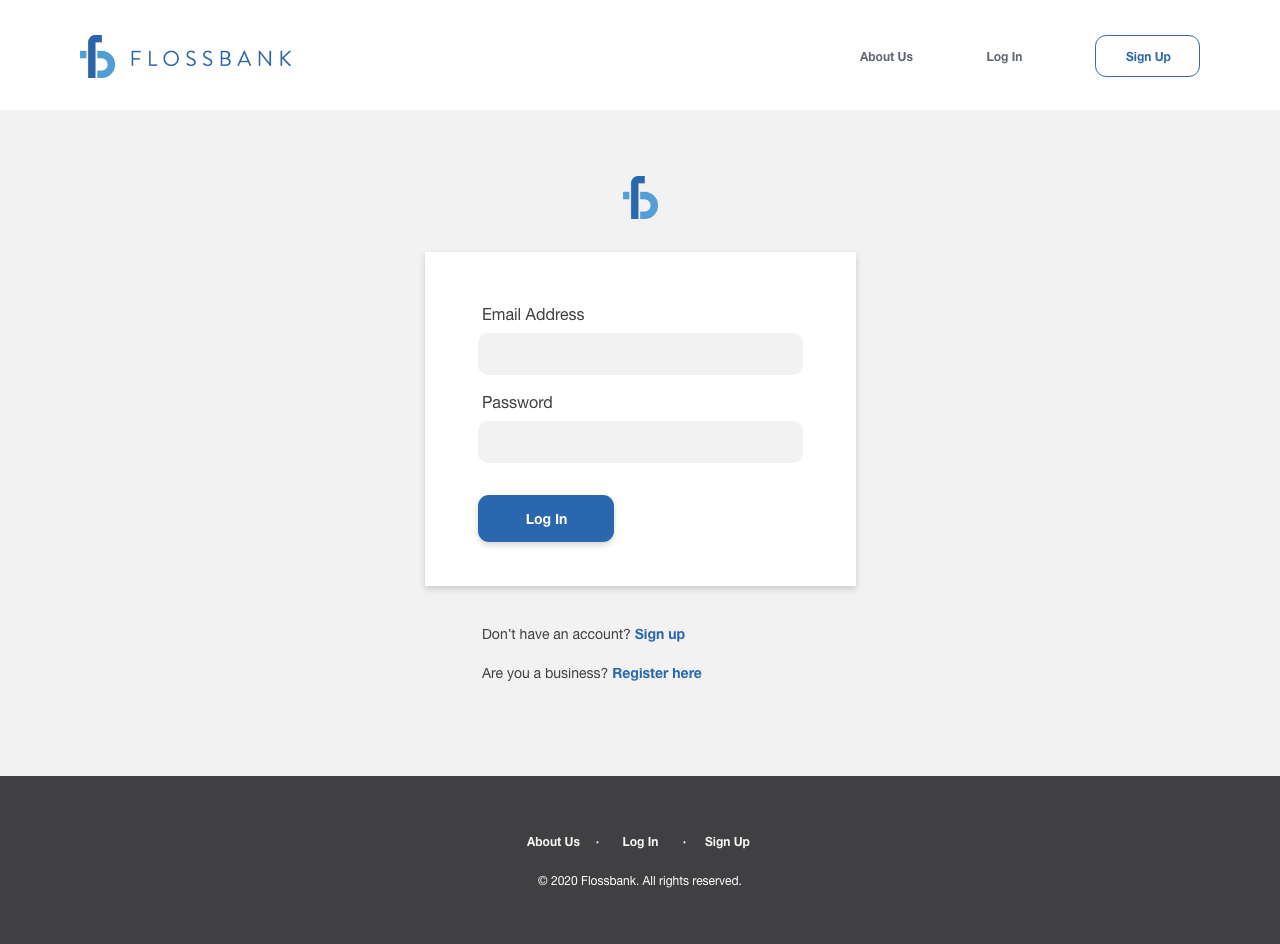 FLOSSBANK
About Us Log In Sign Up
Email Address
Password
Log In
Don’t have an account? Sign up
Are you a business? Register here
About Us · Log In · Sign Up
© 2020 Flossbank. All rights reserved.